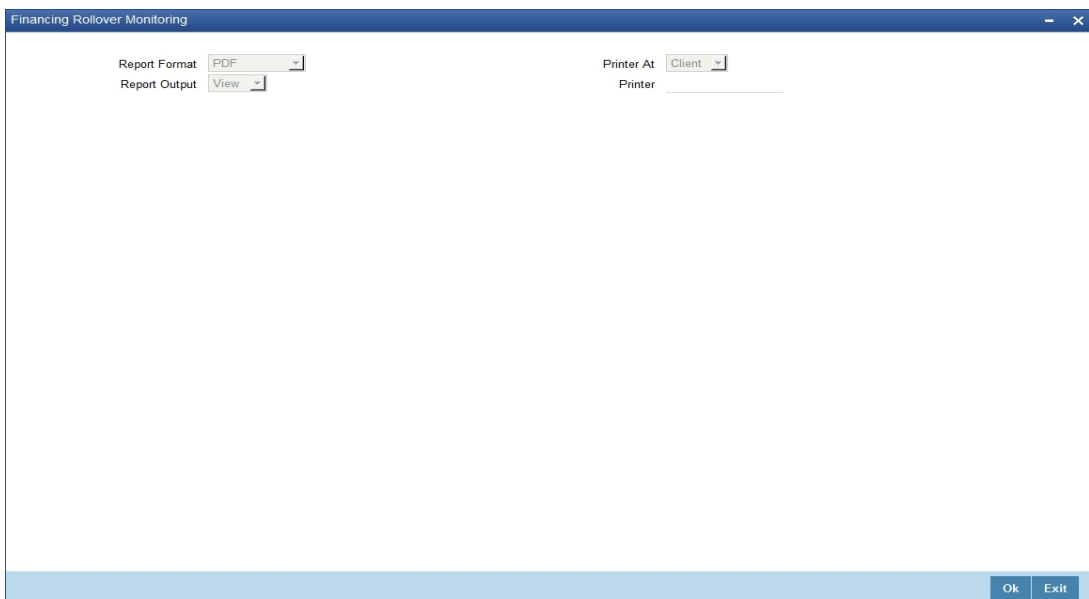 Financing Rollover Monitoring
Report Format PDF Printer At Client
Report Output View Printer
Ok Exit